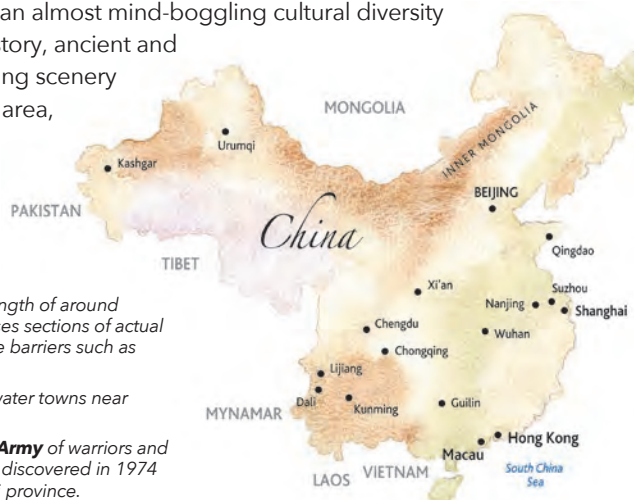 an almost mind-boggling cultural diversity
story, ancient and
ing scenery
area,
ngth of around
es sections of actual
e barriers such as
vater towns near
Army of warriors and
discovered in 1974
province.
MONGOLIA
Urumqi
Kashgar
INNER MONGOLIA
BEIJING
PAKISTAN
China
Qingdao
TIBET
Xi'an
Suzhou
Nanjing
Shanghai
Chengdu
Wuhan
Chongqing
Lijiang
Dali
Kunming
Guilin
MYNAMAR
Hong Kong
Macau
LAOS
VIETNAM
South China
Sea